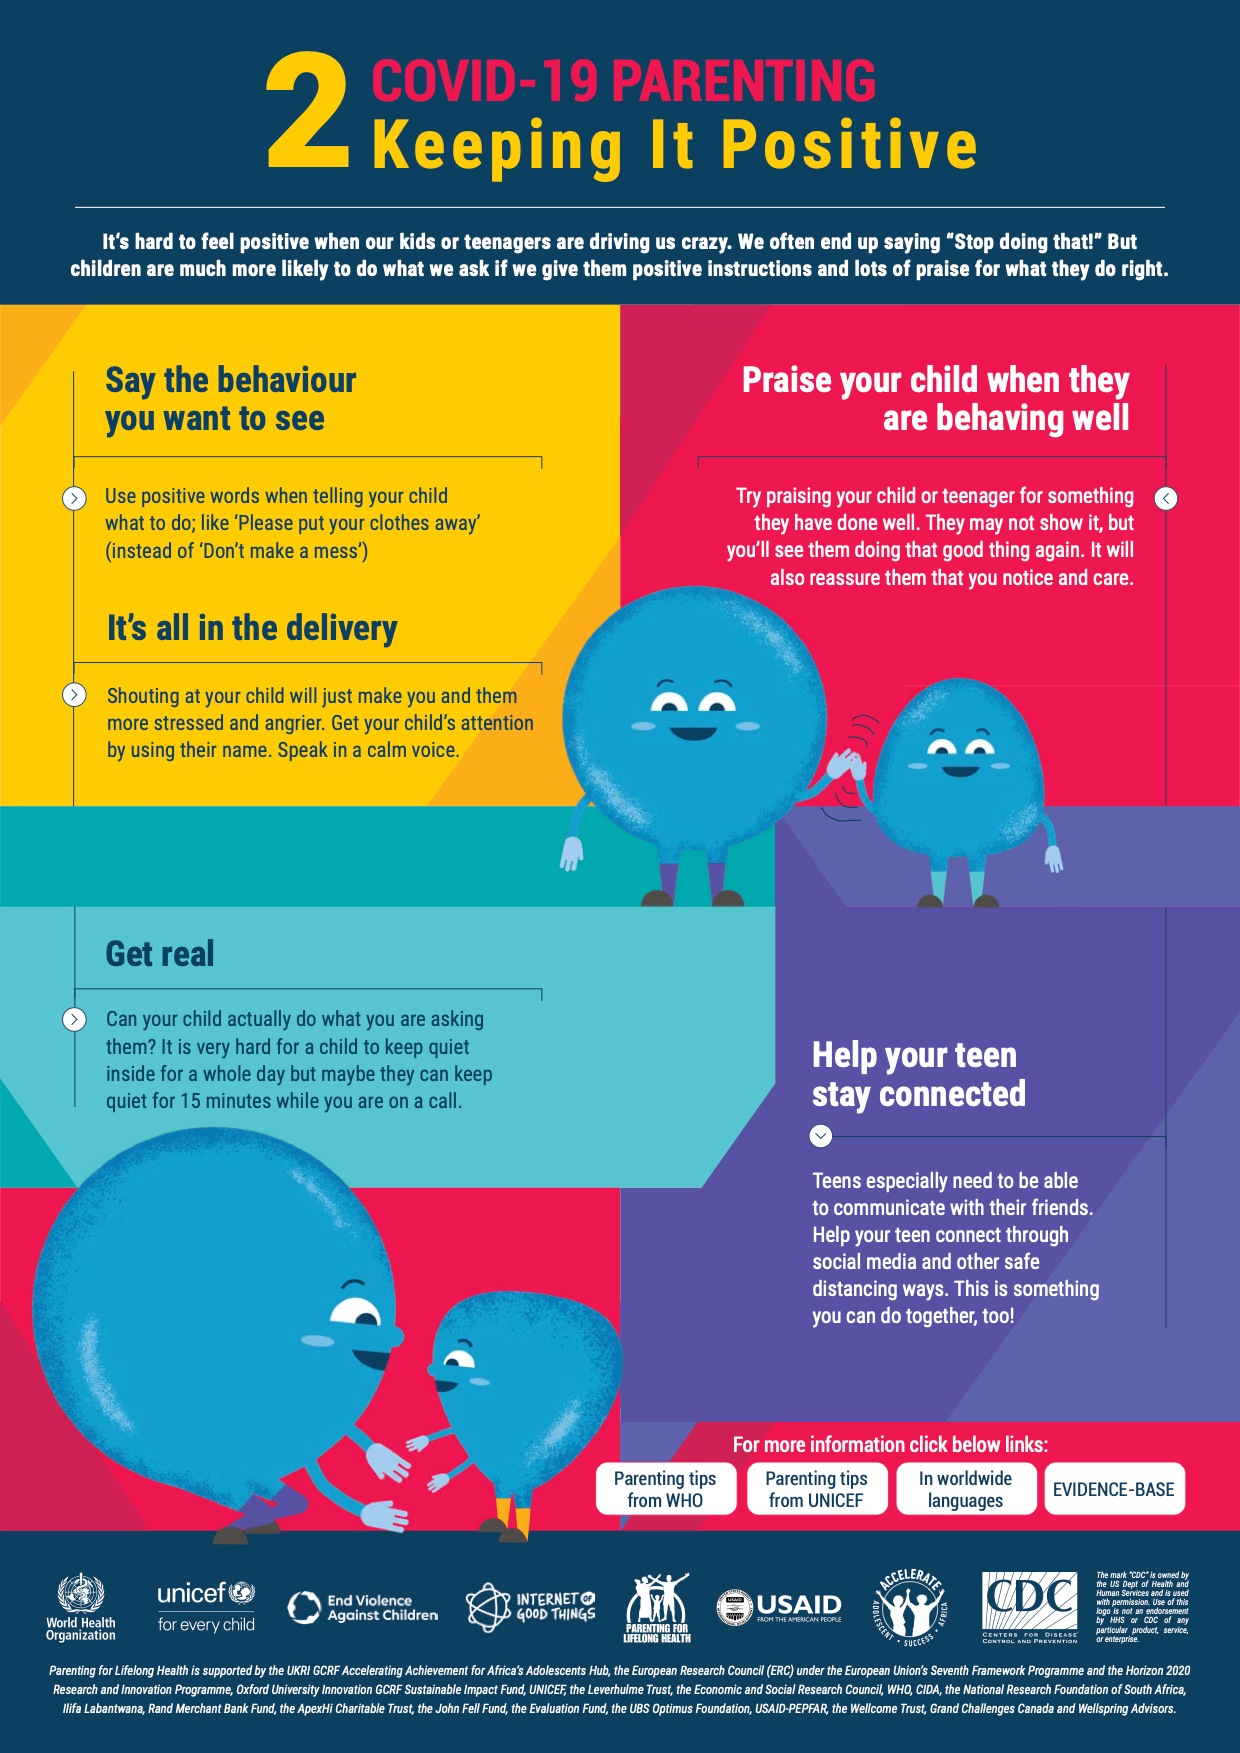 2 COVID-19 PARENTING
Keeping It Positive
It's hard to feel positive when our kids or teenagers are driving us crazy. We often end up saying “Stop doing that!” But
children are much more likely to do what we ask if we give them positive instructions and lots of praise for what they do right.
Say the behaviour
you want to see
Use positive words when telling your child
what to do; like ‘Please put your clothes away’
(instead of ‘Don’t make a mess’)
It’s all in the delivery
Shouting at your child will just make you and them
more stressed and angrier. Get your child’s attention
by using their name. Speak in a calm voice.
Praise your child when they
are behaving well
Try praising your child or teenager for something
they have done well. They may not show it, but
you’ll see them doing that good thing again. It will
also reassure them that you notice and care.
Get real
Can your child actually do what you are asking
them? It is very hard for a child to keep quiet
inside for a whole day but maybe they can keep
quiet for 15 minutes while you are on a call.
Help your teen
stay connected
Teens especially need to be able
to communicate with their friends.
Help your teen connect through
social media and other safe
distancing ways. This is something
you can do together, too!
For more information click below links:
Parenting tips
from WHO
Parenting tips
from UNICEF
In worldwide
languages
EVIDENCE-BASE
World Health
Organization
unicef
for every child
End Violence
Against Children
INTERNET OF
GOOD THINGS
PARENTING FOR
LIFELONG HEALTH
USAID
USAID
FROM THE AMERICAN PEOPLE
ACCELERATE
ADOLESCENT • SUCCESS • AFRICA
CDC
CENTERS FOR DISEASE
CONTROL AND PREVENTION
The mark “CDC” is owned by
the US Dept of Health and
Human Services and is used
with permission. Use of this
logo is not an endorsement
by HHS or CDC of any
particular product, service,
or enterprise.
Parenting for Lifelong Health is supported by the UKRI GCRF Accelerating Achievement for Africa’s Adolescents Hub, the European Research Council (ERC) under the European Union’s Seventh Framework Programme and the Horizon 2020
Research and Innovation Programme, Oxford University Innovation GCRF Sustainable Impact Fund, UNICEF, the Leverhulme Trust, the Economic and Social Research Council, WHO, CIDA, the National Research Foundation of South Africa,
Ilifa Labantwana, Rand Merchant Bank Fund, the ApexHi Charitable Trust, the John Fell Fund, the Evaluation Fund, the UBS Optimus Foundation, USAID-PEPFAR, the Wellcome Trust, Grand Challenges Canada and Wellspring Advisors.